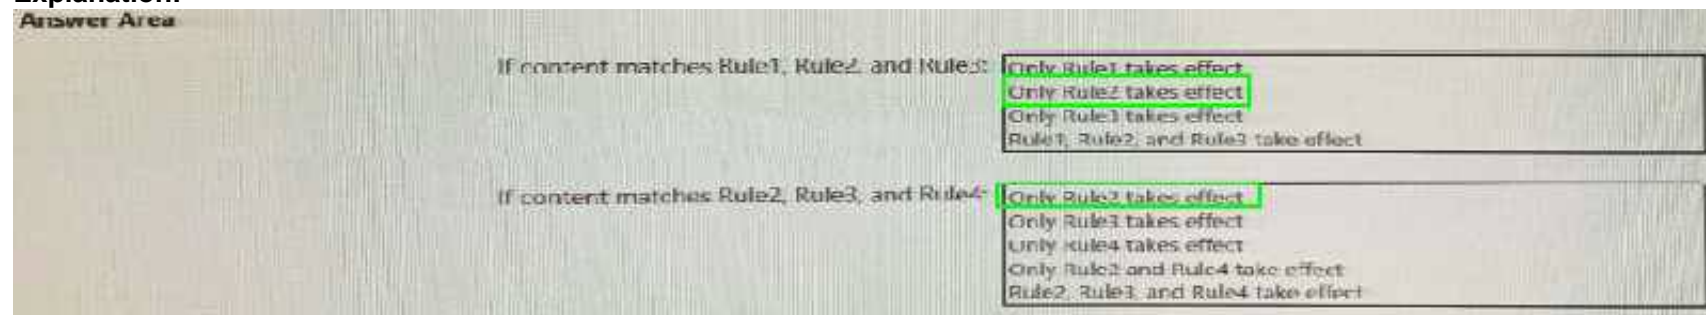 Explanation:
Answer Area
If content matches Rule1, Rule2, and Rule3:
Only Rule1 takes effect
Only Rule2 takes effect
Only Rule3 takes effect
Rule1, Rule2, and Rule3 take effect
If content matches Rule2, Rule3, and Rule4:
Only Rule2 takes effect
Only Rule3 takes effect
Only Rule4 takes effect
Only Rule2 and Rule4 take effect
Rule2, Rule3, and Rule4 take effect